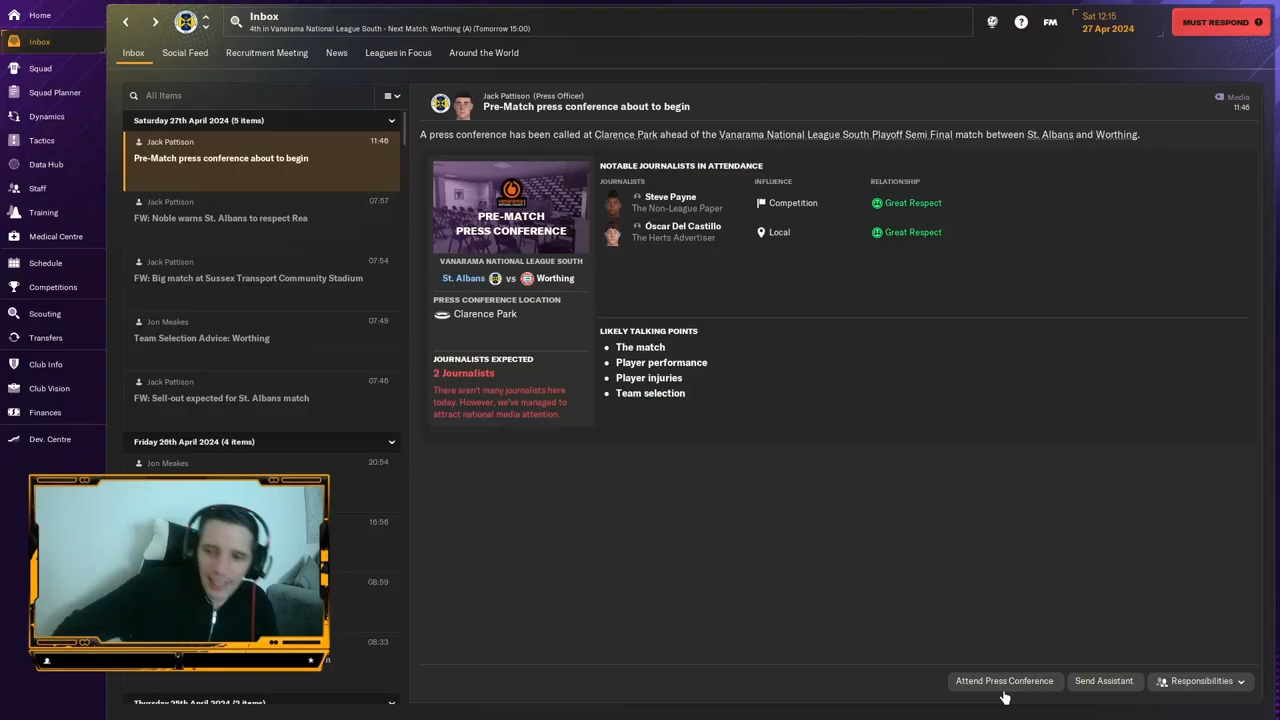 Home
Inbox
Squad
Squad Planner
Dynamics
Tactics
Data Hub
Staff
Training
Medical Centre
Schedule
Competitions
Scouting
Transfers
Club Info
Club Vision
Finances
Dev. Centre
Inbox
4th in Vanarama National League South - Next Match: Worthing (A) (Tomorrow 15:00)
FM
Sat 12:15
27 Apr 2024
MUST RESPOND
Inbox Social Feed Recruitment Meeting News Leagues in Focus Around the World
All Items
Saturday 27th April 2024 (5 items)
Jack Pattison 11:46
Pre-Match press conference about to begin
Jack Pattison 07:57
FW: Noble warns St. Albans to respect Rea
Jack Pattison 07:54
FW: Big match at Sussex Transport Community Stadium
Jon Meakes 07:49
Team Selection Advice: Worthing
Jack Pattison 07:46
FW: Sell-out expected for St. Albans match
Friday 26th April 2024 (4 items)
Jon Meakes 20:54
16:56
08:59
08:33
Thursday 25th April 2024 (2 items)
Jack Pattison (Press Officer)
Pre-Match press conference about to begin
Media
11:46
A press conference has been called at Clarence Park ahead of the Vanarama National League South Playoff Semi Final match between St. Albans and Worthing.
PRE-MATCH
PRESS CONFERENCE
VANARAMA NATIONAL LEAGUE SOUTH
St. Albans vs Worthing
PRESS CONFERENCE LOCATION
Clarence Park
JOURNALISTS EXPECTED
2 Journalists
There aren't many journalists here
today. However, we've managed to
attract national media attention.
NOTABLE JOURNALISTS IN ATTENDANCE
JOURNALISTS INFLUENCE RELATIONSHIP
Steve Payne
The Non-League Paper
Competition
Great Respect
Oscar Del Castillo
The Herts Advertiser
Local
Great Respect
LIKELY TALKING POINTS
The match
Player performance
Player injuries
Team selection
Attend Press Conference
Send Assistant
Responsibilities